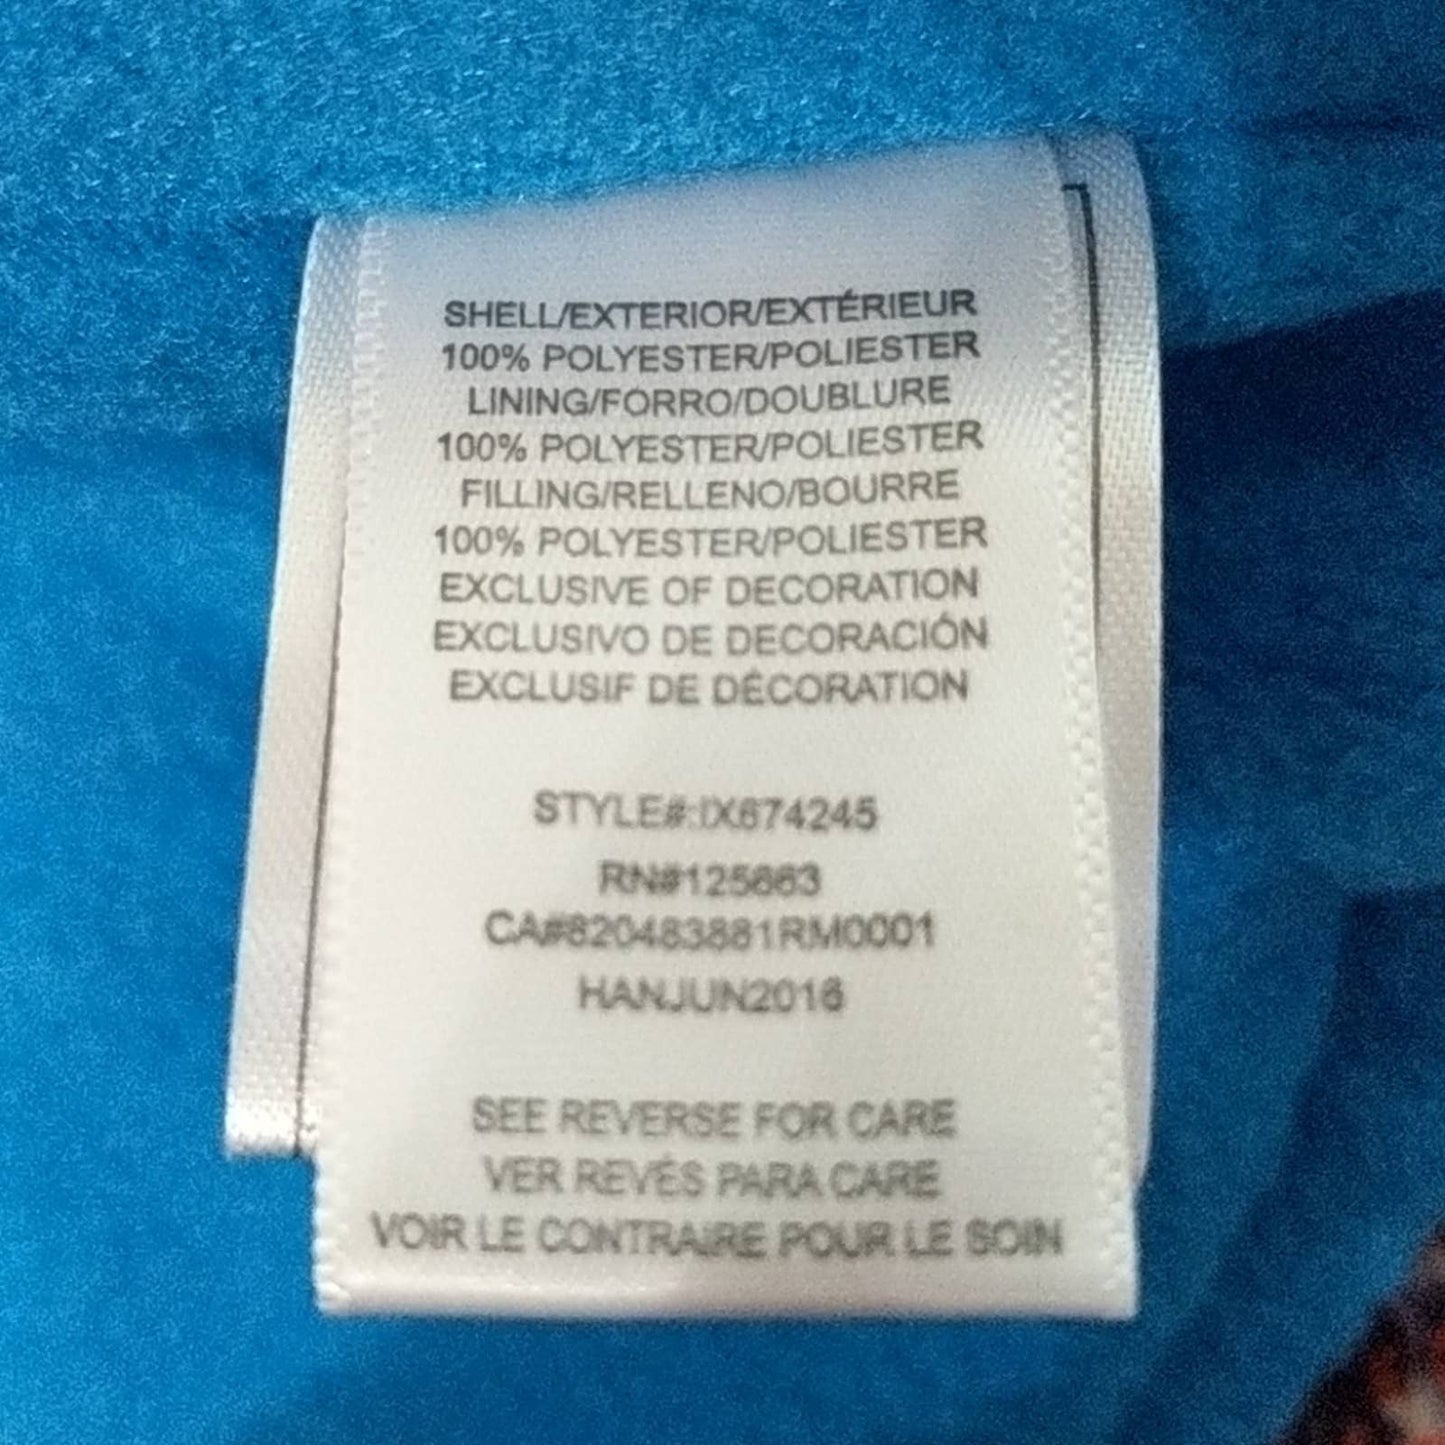 SHELL/EXTERIOR/EXTÉRIEUR
100% POLYESTER/POLIESTER
LINING/FORRO/DOUBLURE
100% POLYESTER/POLIESTER
FILLING/RELLENO/BOURRE
100% POLYESTER/POLIESTER
EXCLUSIVE OF DECORATION
EXCLUSIVO DE DECORACIÓN
EXCLUSIF DE DÉCORATION
STYLE#:IX674245
RN#125663
CA#820483881RM0001
HANJUN2016
SEE REVERSE FOR CARE
VER REVÉS PARA CARE
VOIR LE CONTRAIRE POUR LE SOIN